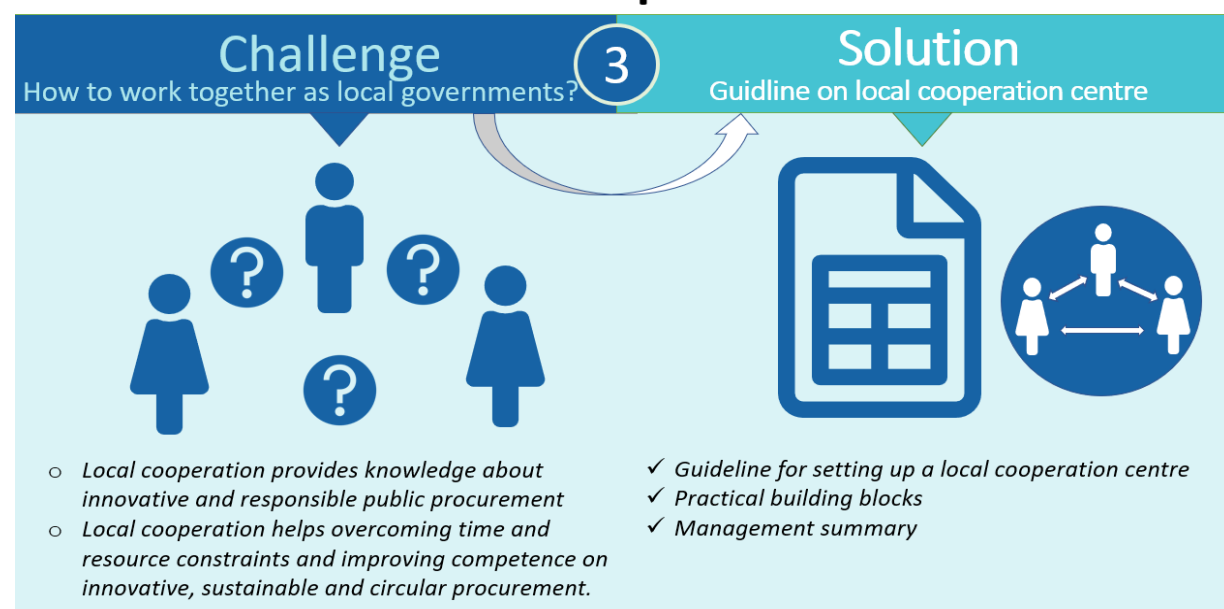 Challenge
How to work together as local governments?
3
Solution
Guidline on local cooperation centre
?
?
?
o Local cooperation provides knowledge about
innovative and responsible public procurement
o Local cooperation helps overcoming time and
resource constraints and improving competence on
innovative, sustainable and circular procurement.
✓ Guideline for setting up a local cooperation centre
✓ Practical building blocks
✓ Management summary